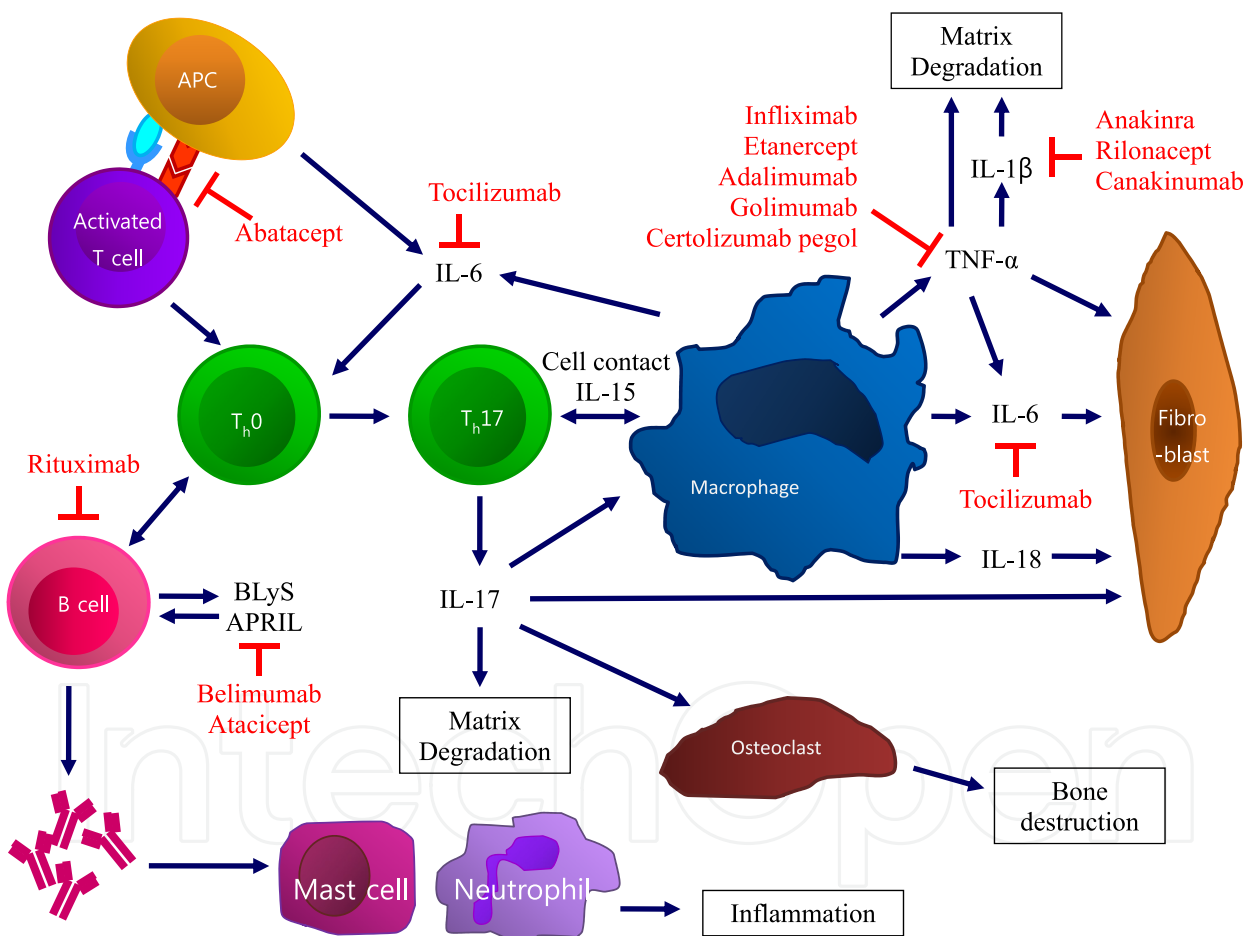 Matrix
Degradation
APC
Infliximab
Etanercept
Adalimumab
Golimumab
Certolizumab pegol
Anakinra
Rilonacept
Canakinumab
IL-1β
Tocilizumab
Activated
T cell
Abatacept
IL-6
TNF-α
Cell contact
IL-15
Th0
Th17
IL-6
Fibro
-blast
Macrophage
Rituximab
Tocilizumab
IL-18
B cell
BLyS
APRIL
IL-17
Belimumab
Atacicept
Matrix
Degradation
Osteoclast
Bone
destruction
Mast cell
Neutrophil
Inflammation
IntechOpen